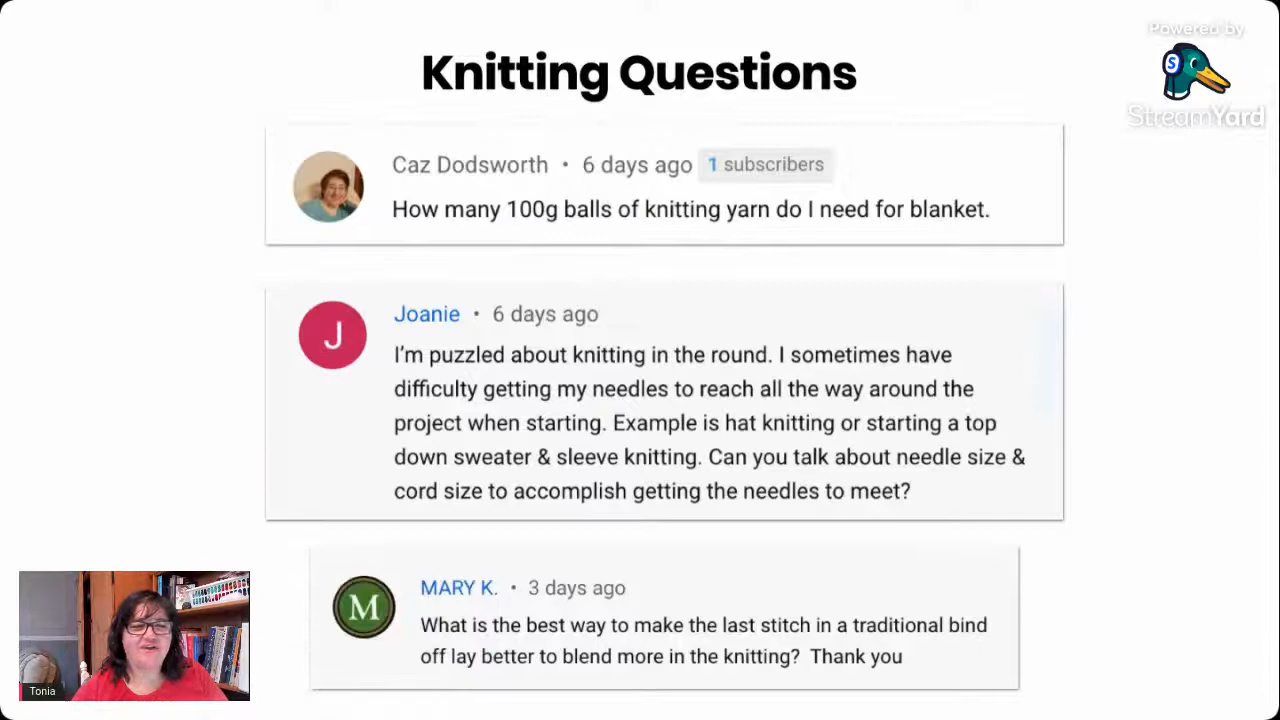 Powered by
S
StreamYard
Knitting Questions
Caz Dodsworth • 6 days ago 1 subscribers
How many 100g balls of knitting yarn do I need for blanket.
J
Joanie • 6 days ago
I’m puzzled about knitting in the round. I sometimes have
difficulty getting my needles to reach all the way around the
project when starting. Example is hat knitting or starting a top
down sweater & sleeve knitting. Can you talk about needle size &
cord size to accomplish getting the needles to meet?
M
MARY K. • 3 days ago
What is the best way to make the last stitch in a traditional bind
off lay better to blend more in the knitting? Thank you
Tonia